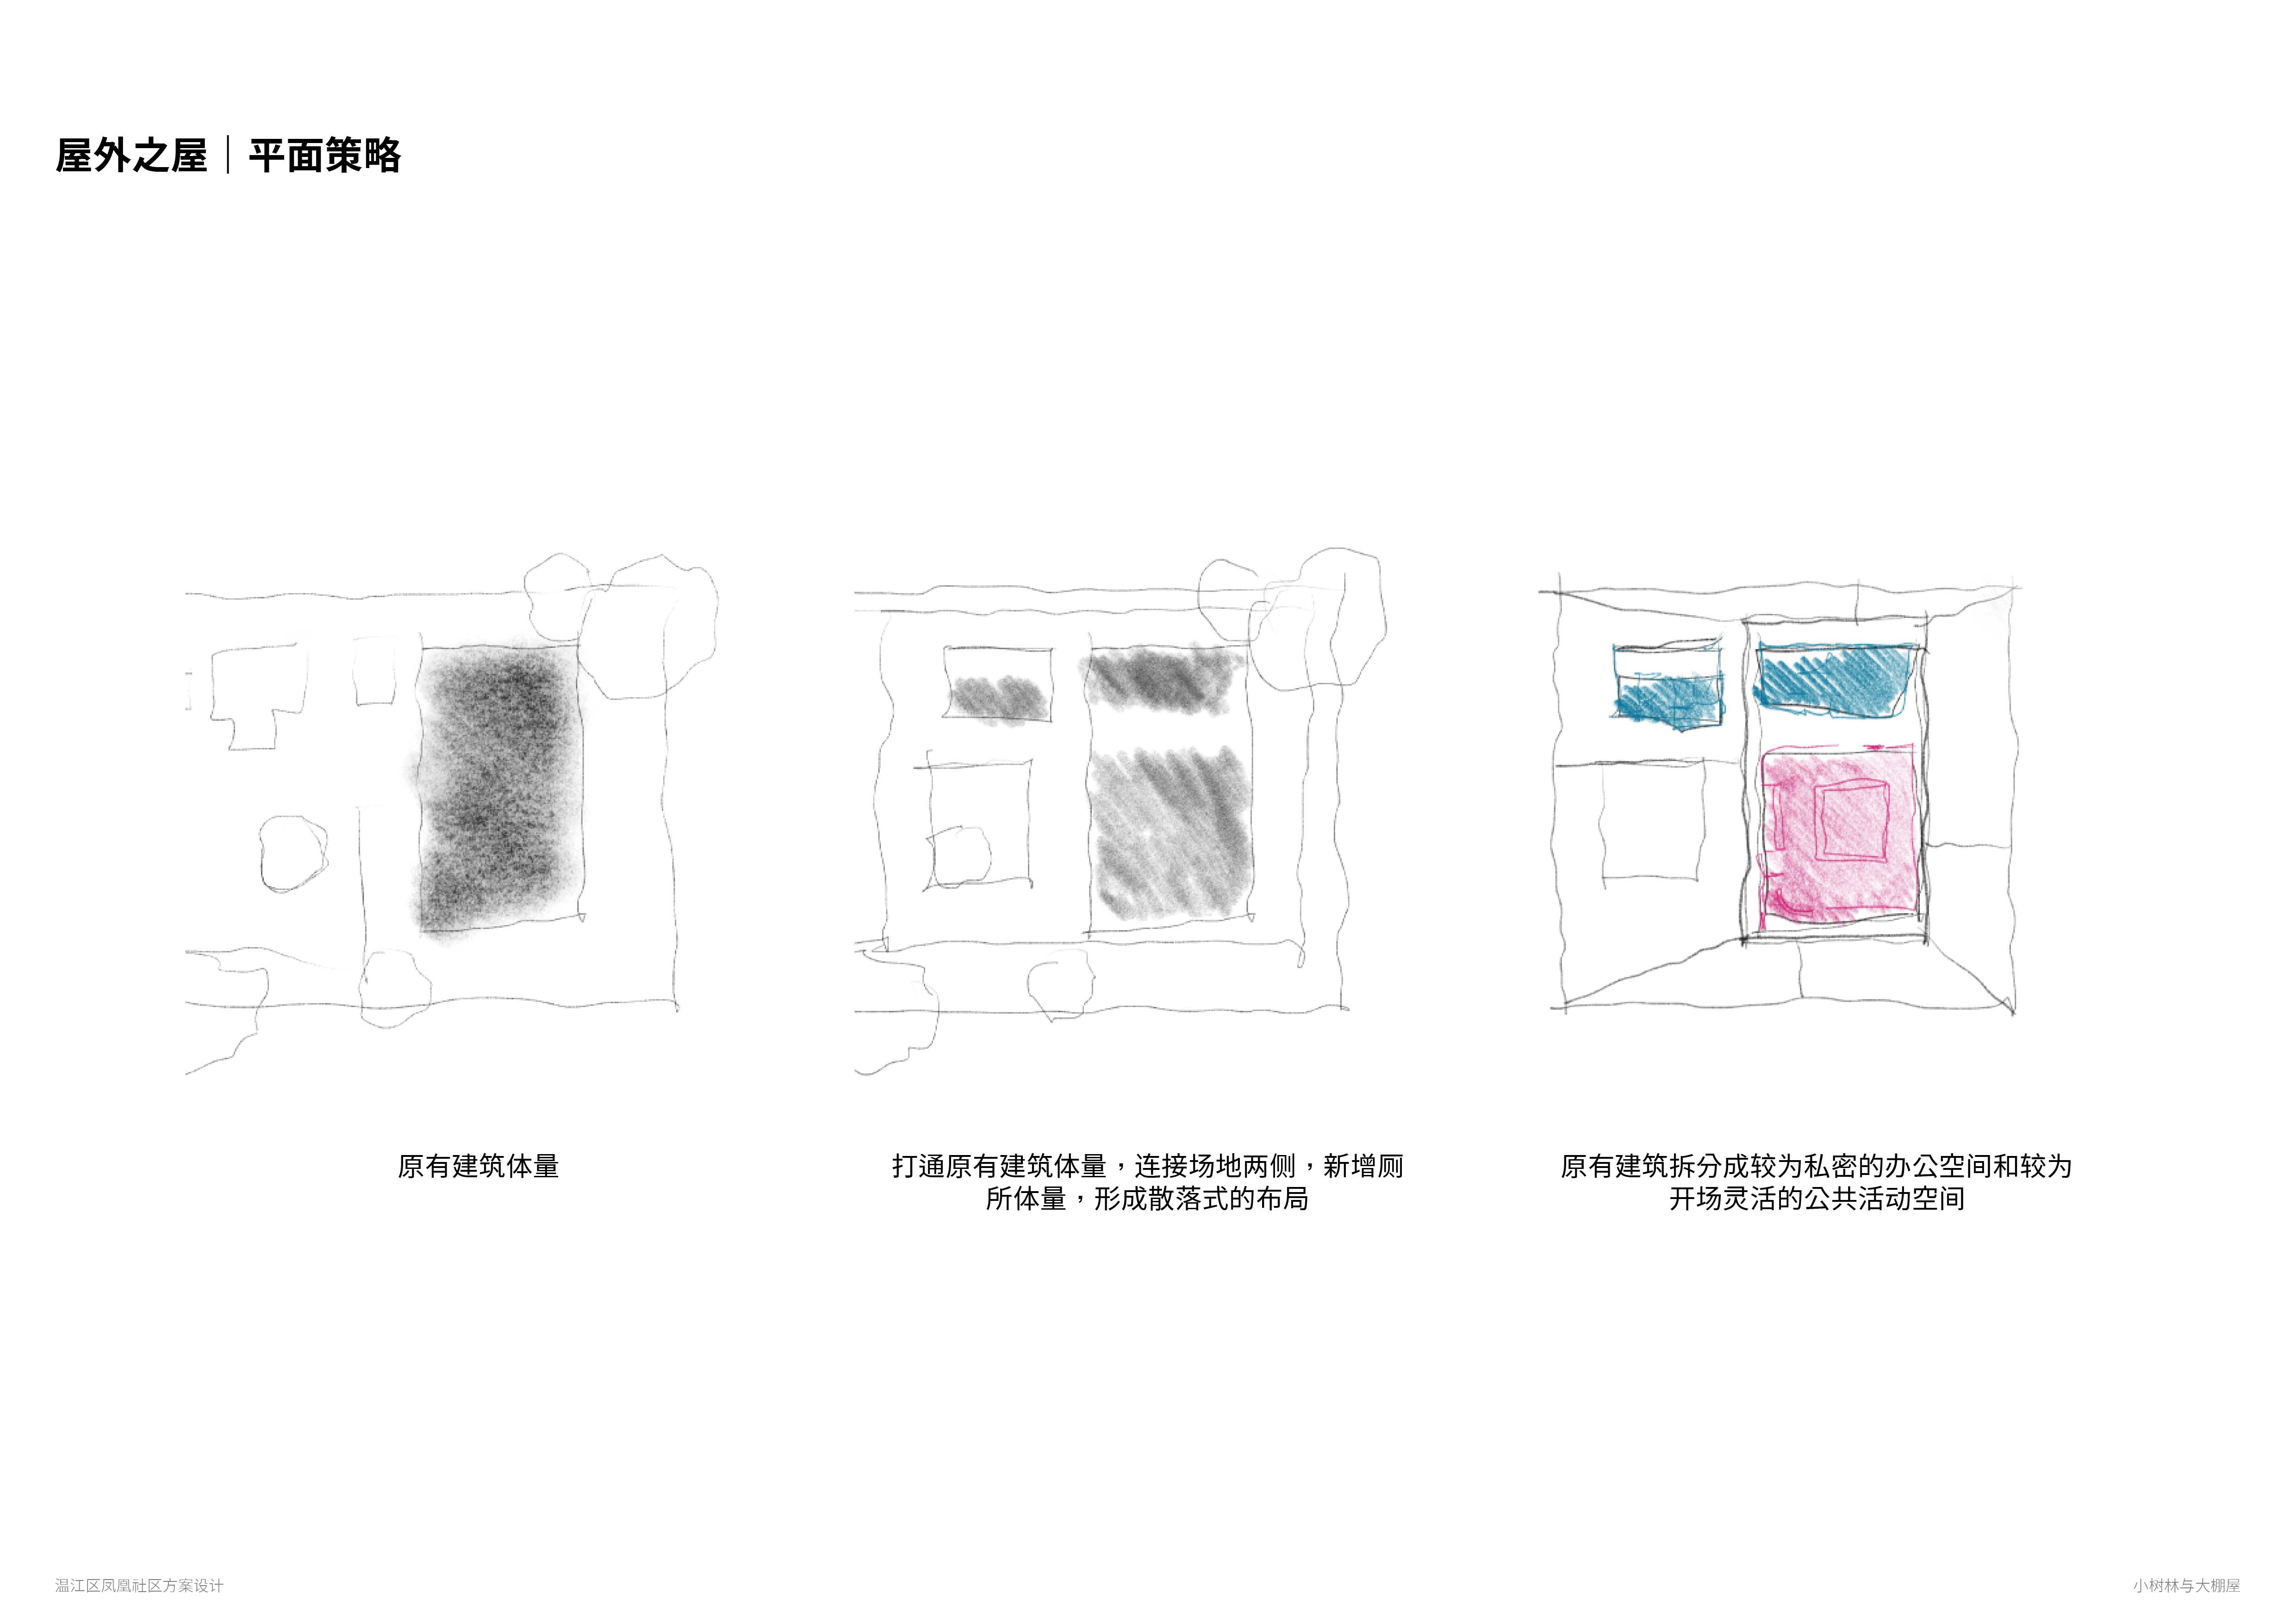 屋外之屋｜平面策略
原有建筑体量
打通原有建筑体量，连接场地两侧，新增厕
所体量，形成散落式的布局
原有建筑拆分成较为私密的办公空间和较为
开场灵活的公共活动空间
温江区凤凰社区方案设计
小树林与大棚屋